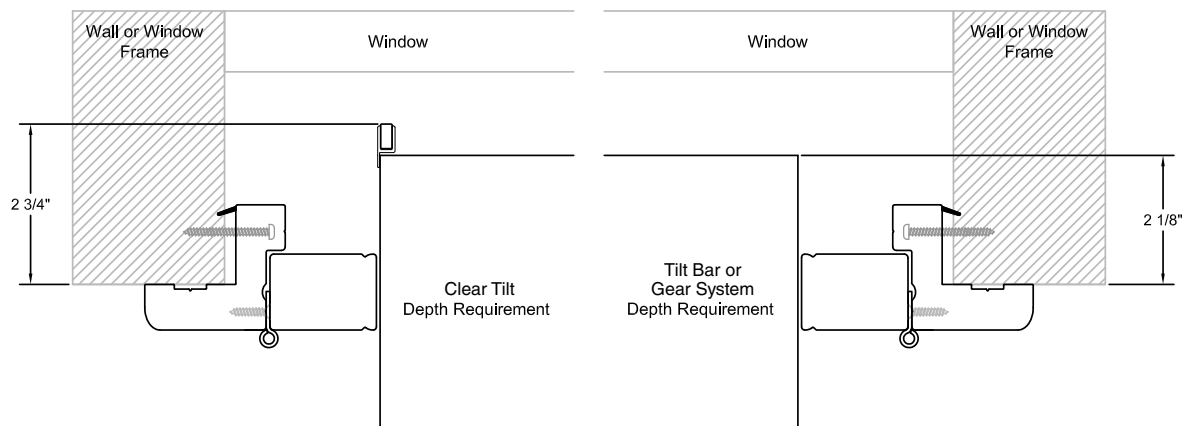 Wall or Window
Frame
Window
Window
Wall or Window
Frame
2 3/4"
2 1/8"
Clear Tilt
Depth Requirement
Tilt Bar or
Gear System
Depth Requirement